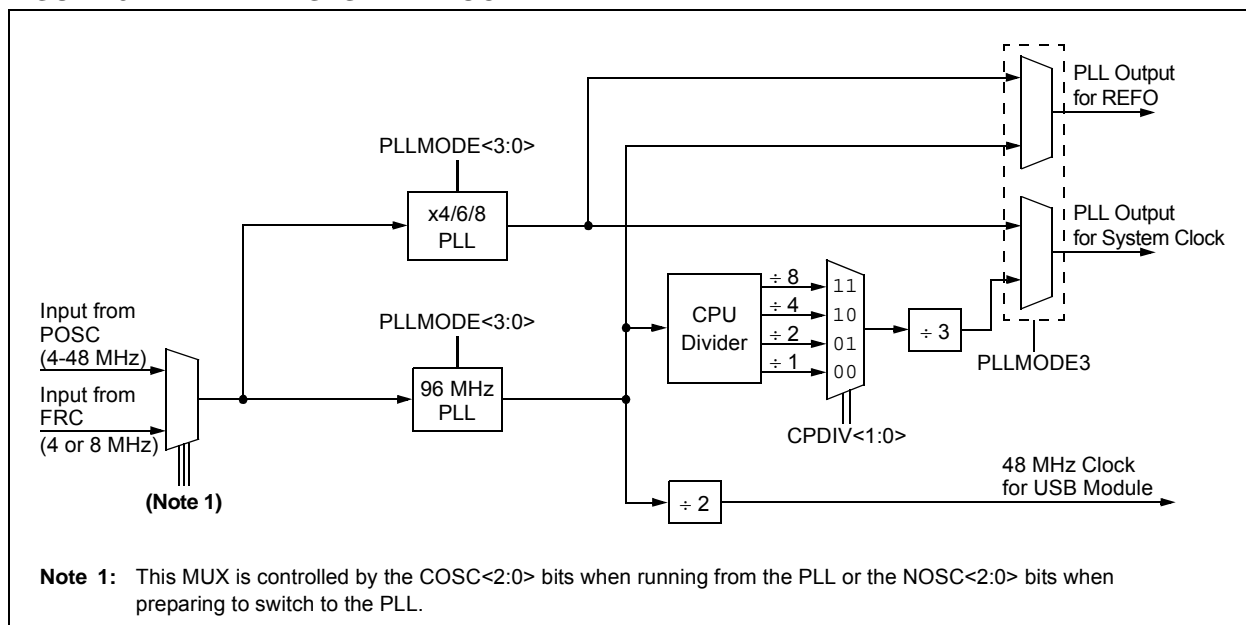 PLL Output
for REFO
PLLMODE<3:0>
x4/6/8
PLL
PLL Output
for System Clock
Input from
POSC
(4-48 MHz)
Input from
FRC
(4 or 8 MHz)
(Note 1)
PLLMODE<3:0>
96 MHz
PLL
CPU
Divider
÷ 8
÷ 4
÷ 2
÷ 1
11
10
01
00
CPDIV<1:0>
÷ 3
PLLMODE3
÷ 2
48 MHz Clock
for USB Module
Note 1: This MUX is controlled by the COSC<2:0> bits when running from the PLL or the NOSC<2:0> bits when
preparing to switch to the PLL.